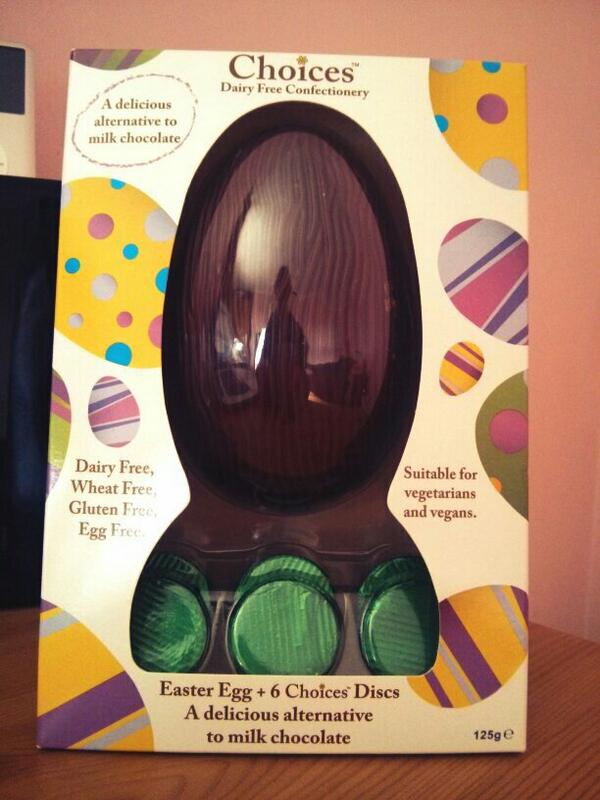 Choices™
Dairy Free Confectionery
A delicious
alternative to
milk chocolate
Dairy Free,
Wheat Free,
Gluten Free,
Egg Free.
Suitable for
vegetarians
and vegans.
Easter Egg + 6 Choices Discs
A delicious alternative
to milk chocolate
125g ℮